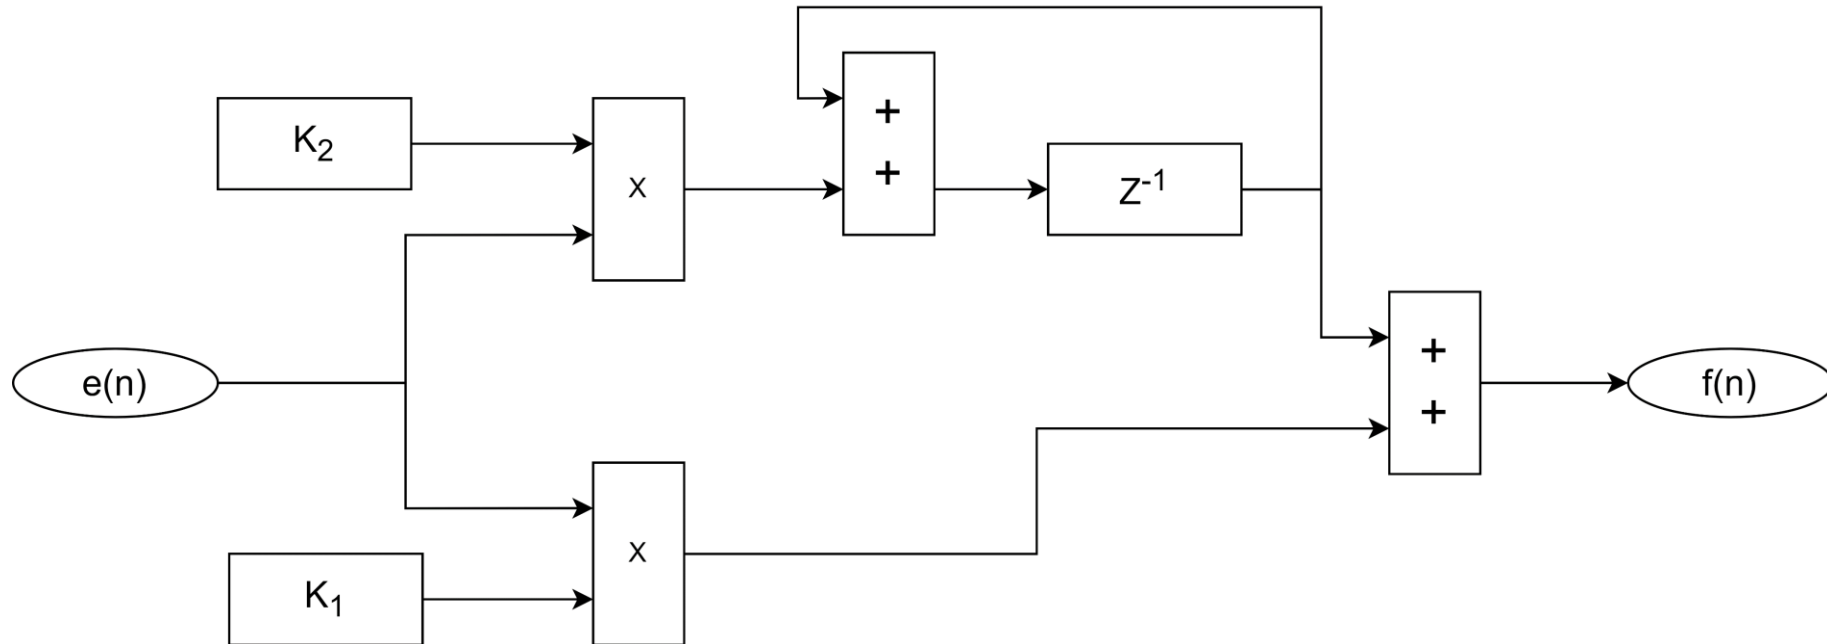 +
K₂
x
+
Z⁻¹
+
e(n)
f(n)
+
x
K₁